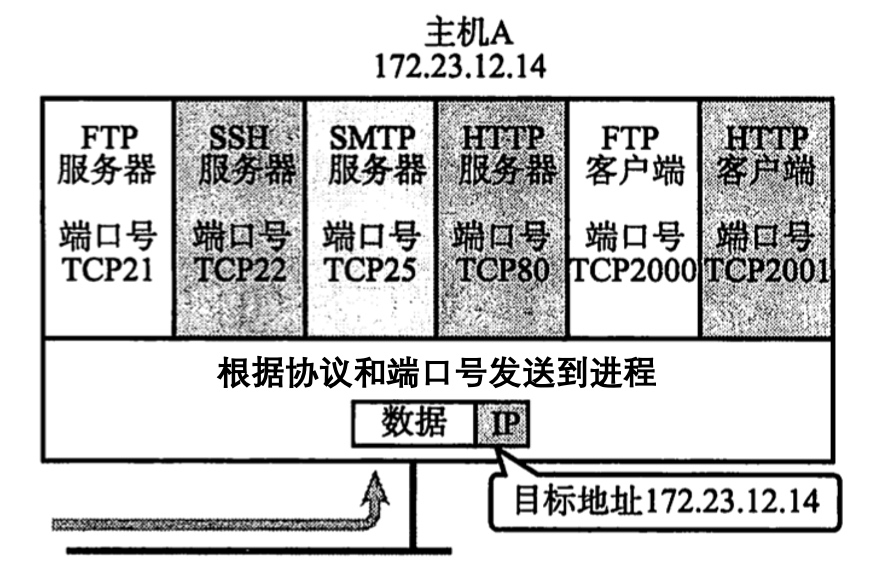 主机A
172.23.12.14
FTP
服务器
端口号
TCP21
SSH
服务器
端口号
TCP22
SMTP
服务器
端口号
TCP25
HTTP
服务器
端口号
TCP80
FTP
客户端
端口号
TCP2000
HTTP
客户端
端口号
TCP2001
根据协议和端口号发送到进程
数据
IP
目标地址172.23.12.14